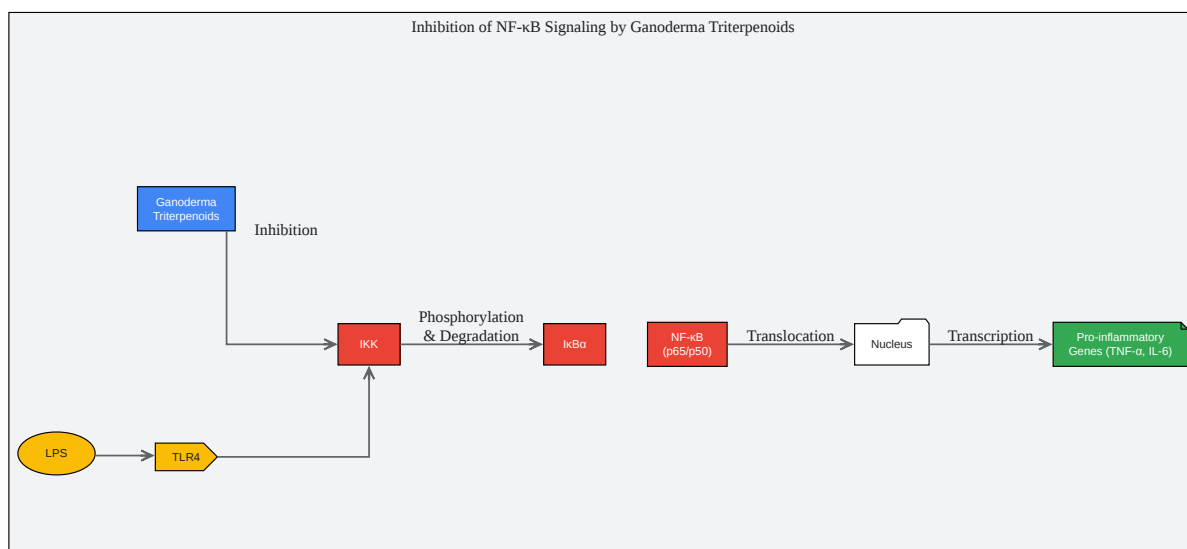 Inhibition of NF-κB Signaling by Ganoderma Triterpenoids
Ganoderma
Triterpenoids
Inhibition
Phosphorylation
& Degradation
IKK
IκBα
NF-κB
(p65/p50)
Translocation
Nucleus
Transcription
Pro-inflammatory
Genes (TNF-α, IL-6)
LPS
TLR4